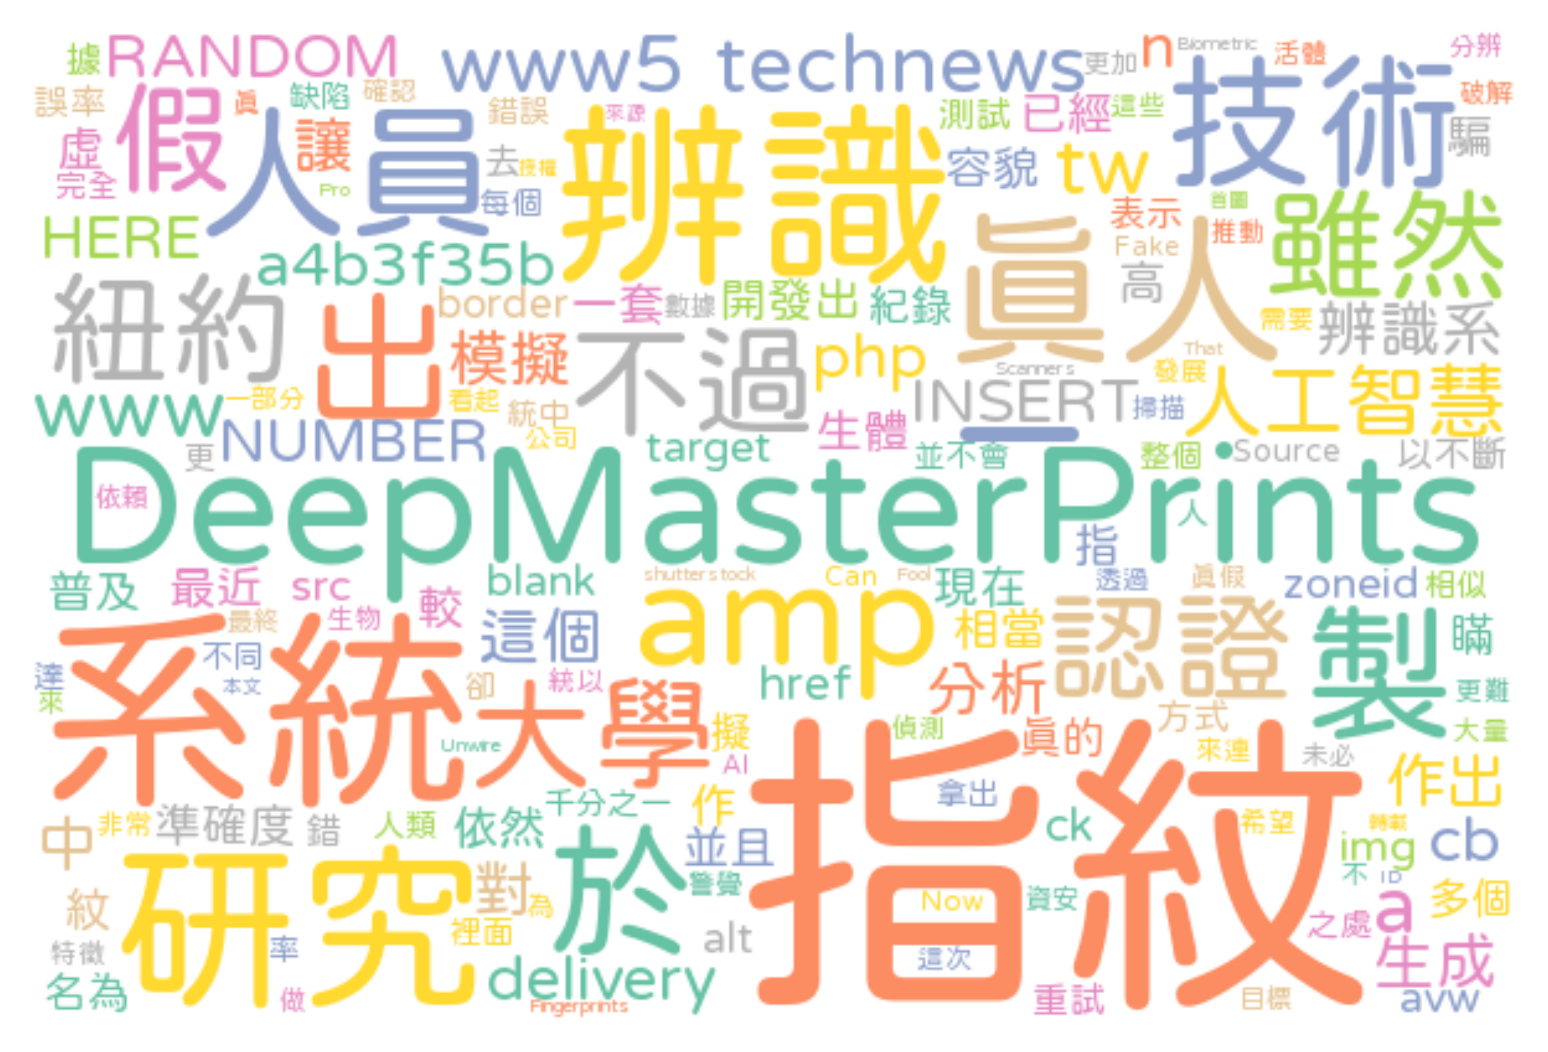 據 RANDOM www5 technews 更加 n Biometric 活體 分辨
誤率 假 眞 缺陷 確認 錯誤 來源 測試 已經 這些 技術 破解
虛 人員 讓 去 授權 辨識 容貌 tw 騙
完全 Pro 每個 表示 首圖 雖然
HERE a4b3f35b Fake 推動
紐約 出 border 一套 數據 開發出 紀錄 眞人 高 需要 辨識系
模擬 不過 php Scanners That 發展 人工智慧
www 一部分 看起 統中 INSERT 掃描
NUMBER 公司 生體
更 target 並不會 整個 Source 以不斷
DeepMasterPrints
依賴 人
指
普及 最近 src blank shutterstock Can Fool 現在 透過 眞假 zoneid 相似
最終 生物 較 這個 amp 相當 認證 製 瞞
達 不同 本文 系統 卻 統以 href 分析 更難
來 大學 擬 偵測 眞的 方式 來連 未必 大量
Unwire AI 指紋 作出
千分之一 作 拿出
中 非常 準確度 錯 人類 依然 並且 ck 希望 轉載 img cb
研究 對 於 警覺 不 ID
紋 為 裡面 Now 資安 多個
特徵 率 alt 這次 之處 a 生成
名為 做 delivery Fingerprints 重試 目標 avw